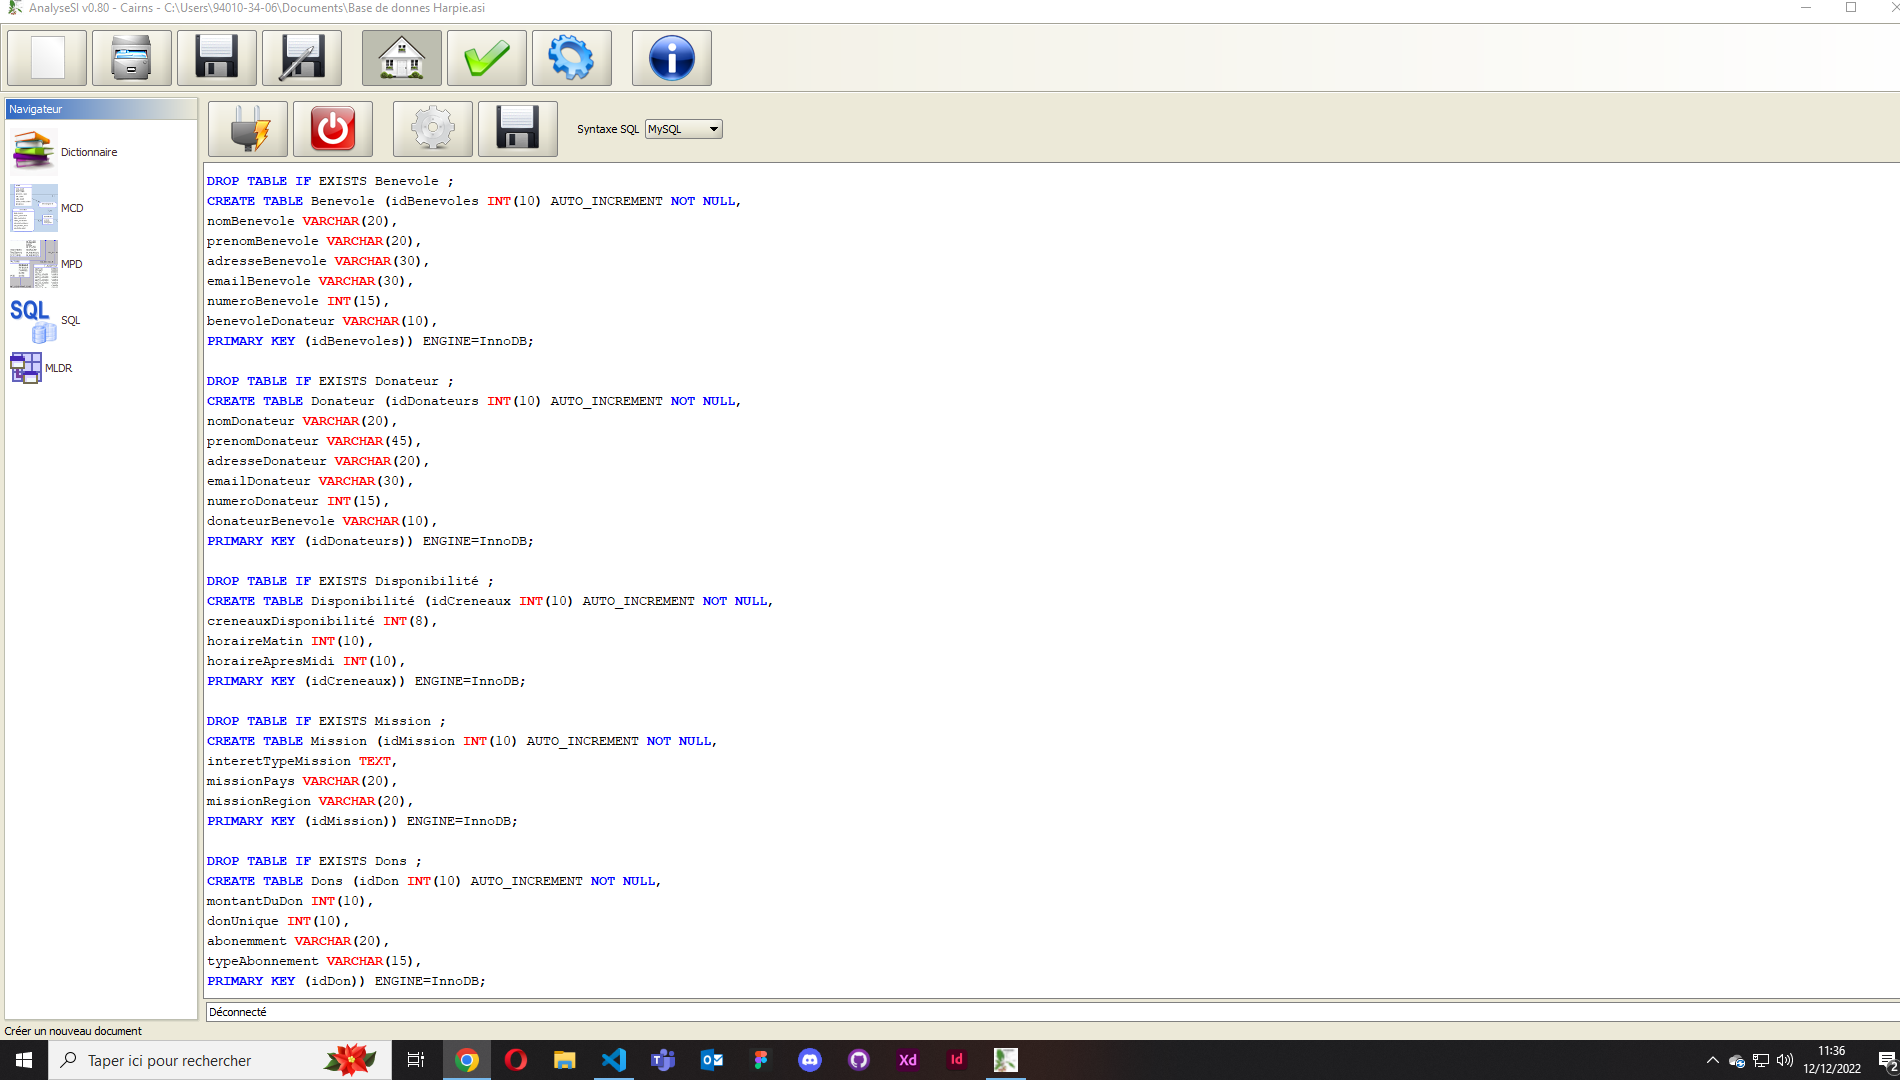 AnalyseSI v0.80 - Cairns - C:\Users\94010-34-06\Documents\Base de donnes Harpie.asi
Navigateur
Dictionnaire
MCD
MPD
SQL
SQL
MLDR
Syntaxe SQL MySQL
DROP TABLE IF EXISTS Benevole ;
CREATE TABLE Benevole (idBenevoles INT(10) AUTO_INCREMENT NOT NULL,
nomBenevole VARCHAR(20),
prenomBenevole VARCHAR(20),
adresseBenevole VARCHAR(30),
emailBenevole VARCHAR(30),
numeroBenevole INT(15),
benevoleDonateur VARCHAR(10),
PRIMARY KEY (idBenevoles)) ENGINE=InnoDB;
DROP TABLE IF EXISTS Donateur ;
CREATE TABLE Donateur (idDonateurs INT(10) AUTO_INCREMENT NOT NULL,
nomDonateur VARCHAR(20),
prenomDonateur VARCHAR(45),
adresseDonateur VARCHAR(20),
emailDonateur VARCHAR(30),
numeroDonateur INT(15),
donateurBenevole VARCHAR(10),
PRIMARY KEY (idDonateurs)) ENGINE=InnoDB;
DROP TABLE IF EXISTS Disponibilité ;
CREATE TABLE Disponibilité (idCreneaux INT(10) AUTO_INCREMENT NOT NULL,
creneauxDisponibilité INT(8),
horaireMatin INT(10),
horaireApresMidi INT(10),
PRIMARY KEY (idCreneaux)) ENGINE=InnoDB;
DROP TABLE IF EXISTS Mission ;
CREATE TABLE Mission (idMission INT(10) AUTO_INCREMENT NOT NULL,
interetTypeMission TEXT,
missionPays VARCHAR(20),
missionRegion VARCHAR(20),
PRIMARY KEY (idMission)) ENGINE=InnoDB;
DROP TABLE IF EXISTS Dons ;
CREATE TABLE Dons (idDon INT(10) AUTO_INCREMENT NOT NULL,
montantDuDon INT(10),
donUnique INT(10),
abonemment VARCHAR(20),
typeAbonnement VARCHAR(15),
PRIMARY KEY (idDon)) ENGINE=InnoDB;
Déconnecté
Créer un nouveau document
Taper ici pour rechercher
Xd
Id
11:36
12/12/2022
2